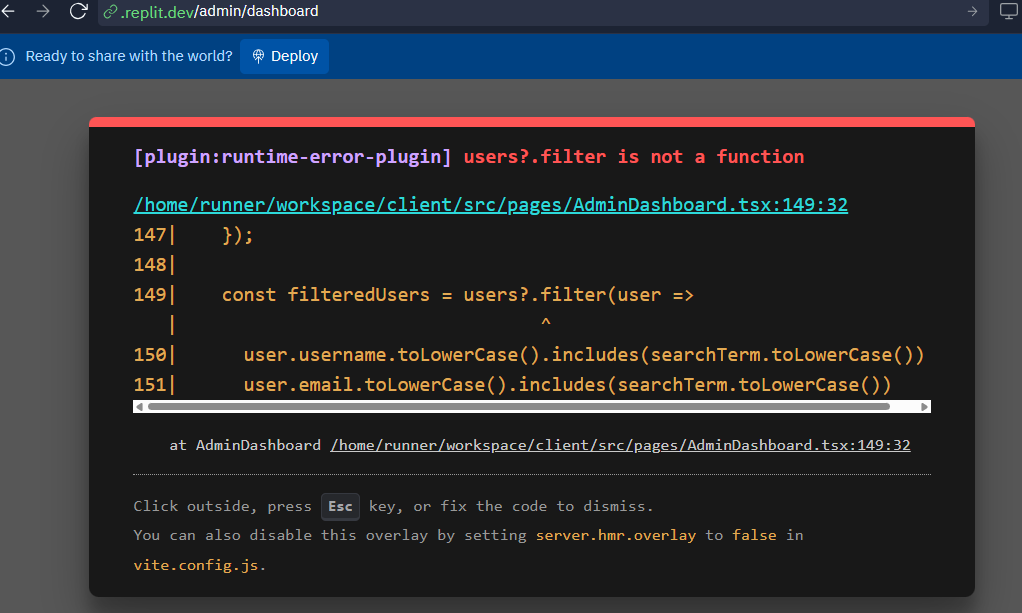 .replit.dev/admin/dashboard
Ready to share with the world? Deploy
[plugin:runtime-error-plugin] users?.filter is not a function
/home/runner/workspace/client/src/pages/AdminDashboard.tsx:149:32
147|    });
148|
149|    const filteredUsers = users?.filter(user =>
   |                                 ^
150|      user.username.toLowerCase().includes(searchTerm.toLowerCase())
151|      user.email.toLowerCase().includes(searchTerm.toLowerCase())
at AdminDashboard /home/runner/workspace/client/src/pages/AdminDashboard.tsx:149:32
Click outside, press Esc key, or fix the code to dismiss.
You can also disable this overlay by setting server.hmr.overlay to false in
vite.config.js.